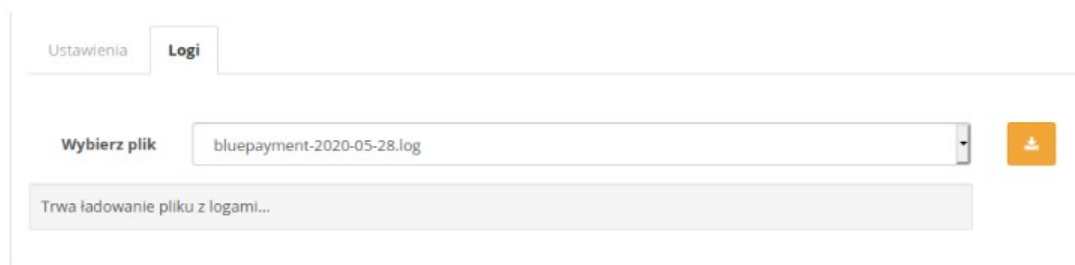 Ustawienia Logi
Wybierz plik bluepayment-2020-05-28.log
Trwa ładowanie pliku z logami...